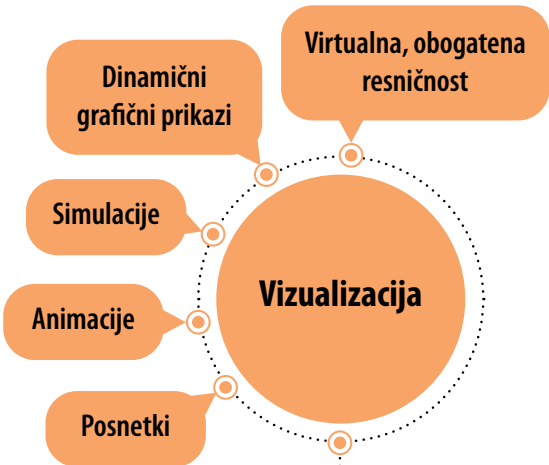 Virtualna, obogatena
resničnost
Dinamični
grafični prikazi
Simulacije
Vizualizacija
Animacije
Posnetki